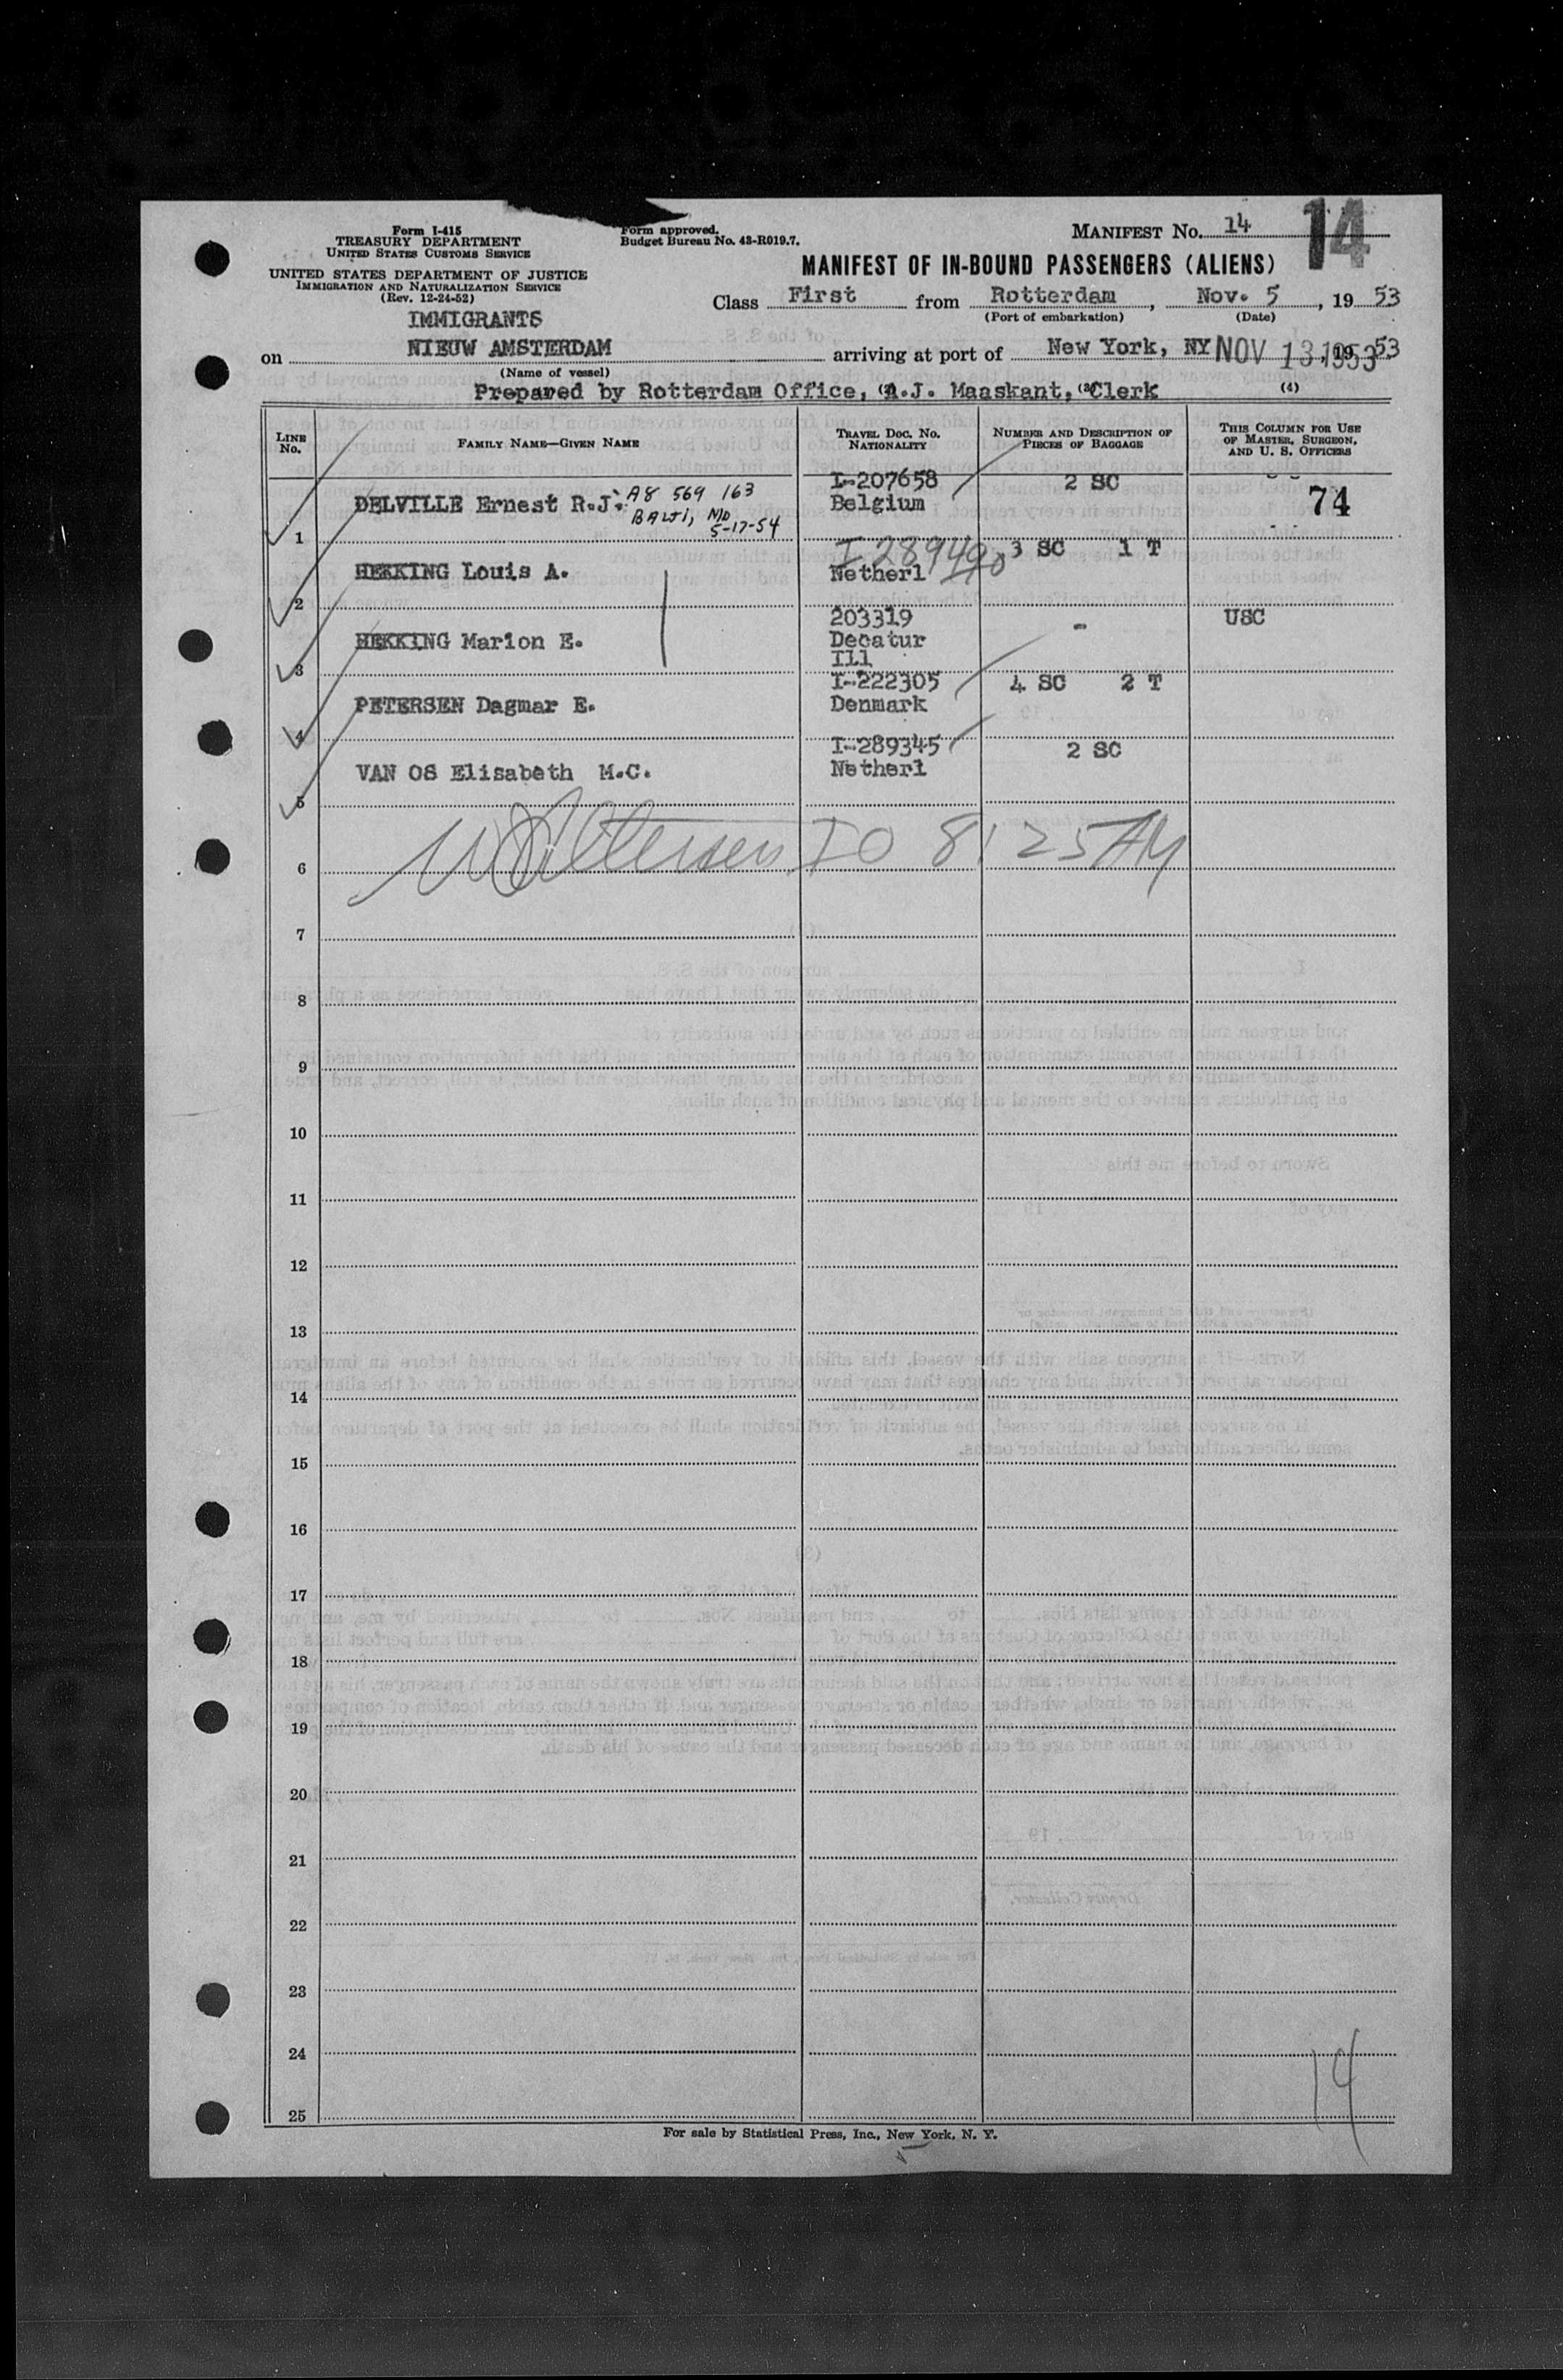 Form I-415
TREASURY DEPARTMENT
UNITED STATES CUSTOMS SERVICE
UNITED STATES DEPARTMENT OF JUSTICE
IMMIGRATION AND NATURALIZATION SERVICE
(Rev. 12-24-52)
IMMIGRANTS
Form approved.
Budget Bureau No. 43-R019.7.
MANIFEST No. 14 14
MANIFEST OF IN-BOUND PASSENGERS (ALIENS)
Class First from Rotterdam, Nov. 5, 1953
(Port of embarkation) (Date)
on NIEUW AMSTERDAM arriving at port of New York, NY NOV 13 1953, 1953
(Name of vessel)
Prepared by Rotterdam Office, A.J. Maaskant, Clerk (4)
LINE No. FAMILY NAME—GIVEN NAME TRAVEL DOC. No. NATIONALITY NUMBER AND DESCRIPTION OF PIECES OF BAGGAGE THIS COLUMN FOR USE OF MASTER, SURGEON, AND U. S. OFFICERS
I-207658 2 SC
DELVILLE Ernest R.J. A8 569 163 Belgium 74
BALTI, MD
1 5-17-54
I 289490 3 SC 1 T
HEKKING Louis A. Netherl
2
203319 - USC
HEKKING Marion E. Decatur
3 Ill
I-222305 4 SC 2 T
PETERSEN Dagmar E. Denmark
4
I-289345 2 SC
VAN OS Elisabeth M.C. Netherl
5
6 IO 8:25 AM
7
8
9
10
11
12
13
14
15
16
17
18
19
20
21
22
23
24
25
14
For sale by Statistical Press, Inc., New York, N. Y.